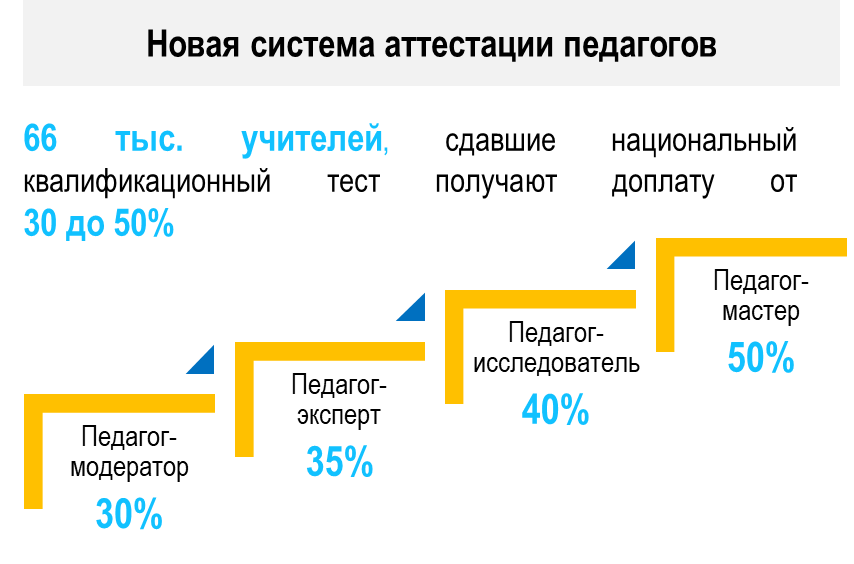 Новая система аттестации педагогов
66 тыс. учителей, сдавшие национальный
квалификационный тест получают доплату от
30 до 50%
Педагог-
модератор
30%
Педагог-
эксперт
35%
Педагог-
исследователь
40%
Педагог-
мастер
50%